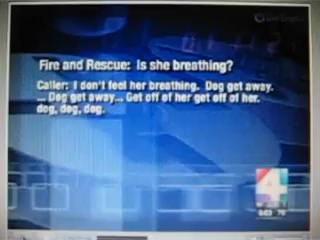 Fire and Rescue: Is she breathing?
Caller: I don't feel her breathing. Dog get away.
... Dog get away... Get off of her get off of her.
dog, dog, dog.
4